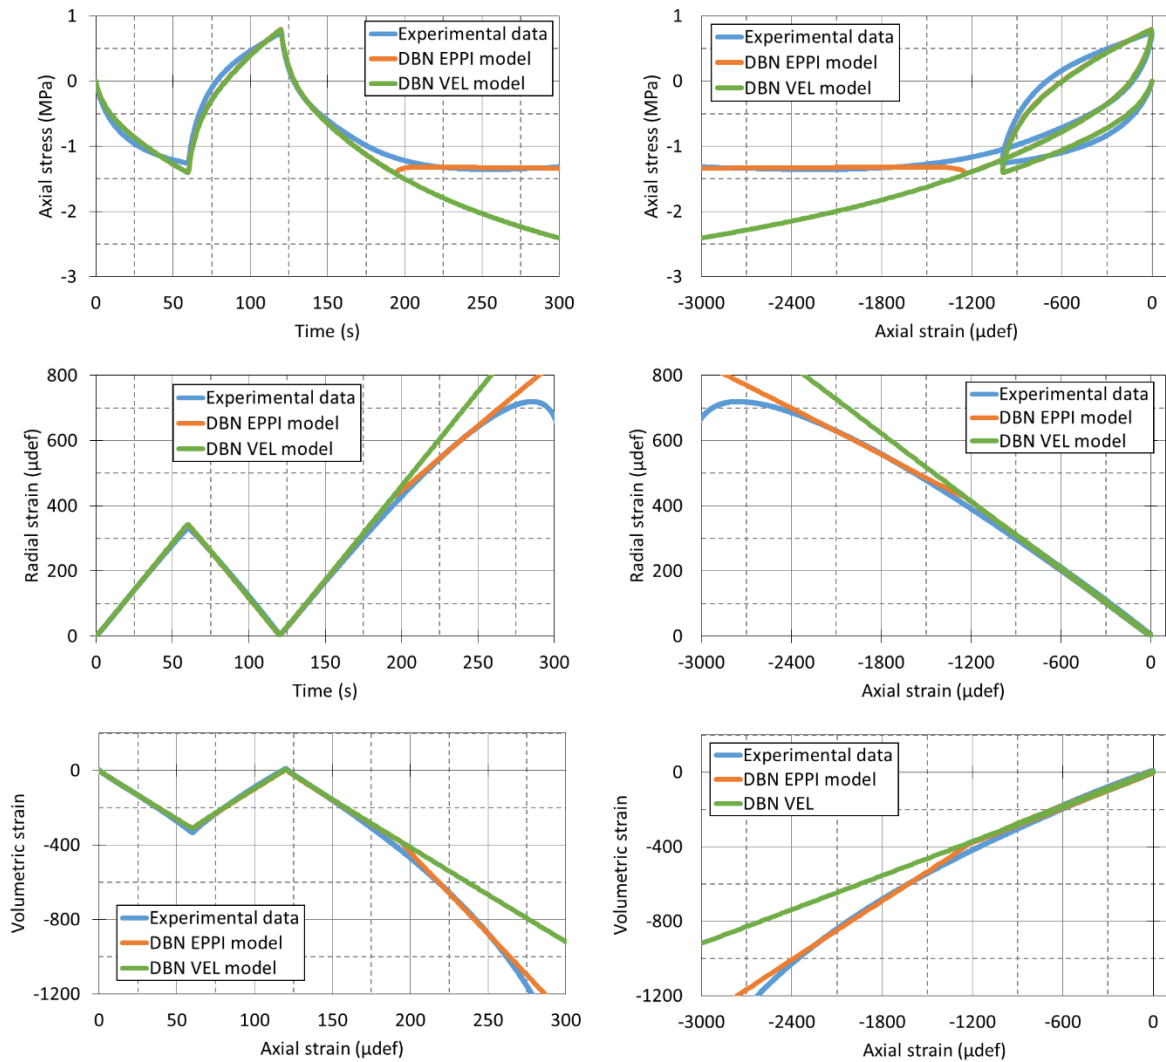 1
0
-1
-2
-3
Axial stress (MPa)
0 50 100 150 200 250 300
Time (s)
Experimental data
DBN EPPI model
DBN VEL model
1
0
-1
-2
-3
Axial stress (MPa)
-3000 -2400 -1800 -1200 -600 0
Axial strain (µdef)
Experimental data
DBN EPPI model
DBN VEL model
800
600
400
200
0
Radial strain (µdef)
0 50 100 150 200 250 300
Time (s)
Experimental data
DBN EPPI model
DBN VEL model
800
600
400
200
0
Radial strain (µdef)
-3000 -2400 -1800 -1200 -600 0
Axial strain (µdef)
Experimental data
DBN EPPI model
DBN VEL model
0
-400
-800
-1200
Volumetric strain
0 50 100 150 200 250 300
Axial strain (µdef)
Experimental data
DBN EPPI model
DBN VEL model
0
-400
-800
-1200
Volumetric strain
-3000 -2400 -1800 -1200 -600 0
Axial strain (µdef)
Experimental data
DBN EPPI model
DBN VEL